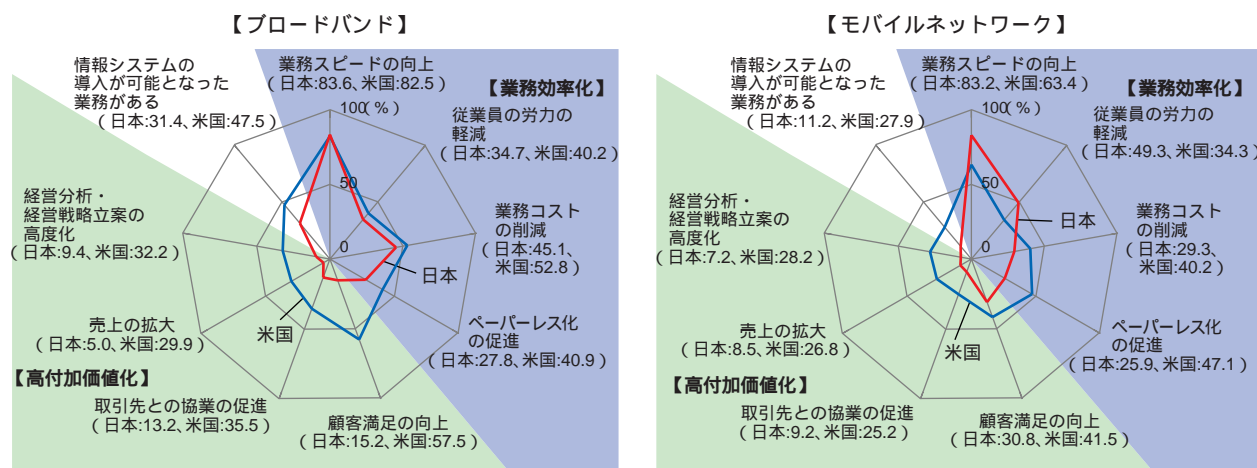 【ブロードバンド】
情報システムの
導入が可能となった
業務がある
(日本:31.4、米国:47.5)
業務スピードの向上
(日本:83.6、米国:82.5)
【業務効率化】
100(%)
50
0
従業員の労力の
軽減
(日本:34.7、米国:40.2)
業務コスト
の削減
(日本:45.1、
米国:52.8)
日本
ペーパーレス化
の促進
(日本:27.8、米国:40.9)
顧客満足の向上
(日本:15.2、米国:57.5)
取引先との協業の促進
(日本:13.2、米国:35.5)
【高付加価値化】
売上の拡大
(日本:5.0、米国:29.9)
米国
経営分析・
経営戦略立案の
高度化
(日本:9.4、米国:32.2)
【モバイルネットワーク】
情報システムの
導入が可能となった
業務がある
(日本:11.2、米国:27.9)
業務スピードの向上
(日本:83.2、米国:63.4)
【業務効率化】
100(%)
50
0
従業員の労力の
軽減
(日本:49.3、米国:34.3)
日本
業務コスト
の削減
(日本:29.3、
米国:40.2)
ペーパーレス化
の促進
(日本:25.9、米国:47.1)
顧客満足の向上
(日本:30.8、米国:41.5)
取引先との協業の促進
(日本:9.2、米国:25.2)
【高付加価値化】
売上の拡大
(日本:8.5、米国:26.8)
米国
経営分析・
経営戦略立案の
高度化
(日本:7.2、米国:28.2)